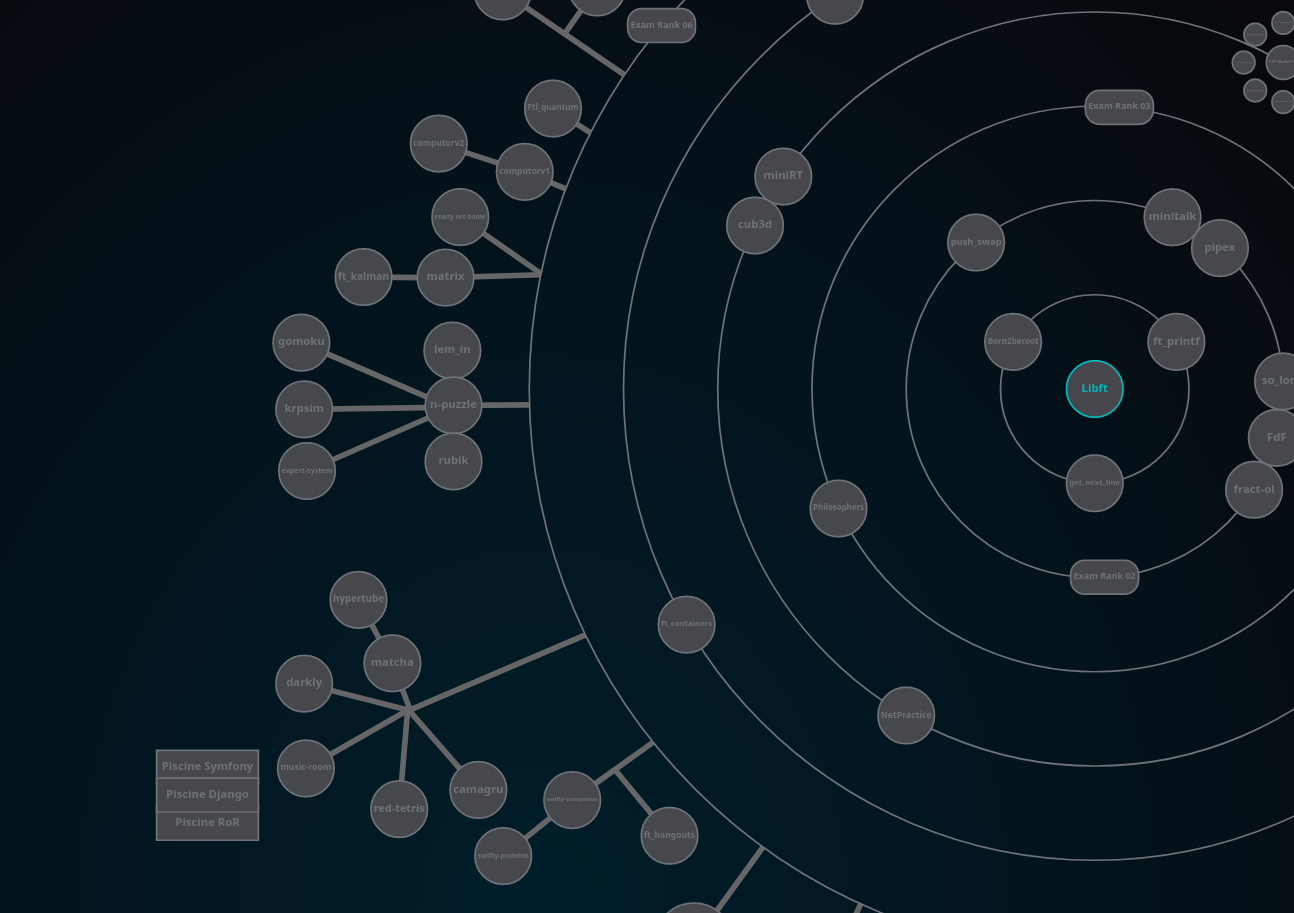 Exam Rank 06
Ftl_quantum
Exam Rank 03
computorv2
computorv1
miniRT
ready set boole
minitalk
cub3d
push_swap
pipex
ft_kalman
matrix
gomoku
lem_in
Born2beroot
ft_printf
so_lon
Libft
krpsim
n-puzzle
FdF
expert-system
rubik
get_next_line
fract-ol
Philosophers
Exam Rank 02
hypertube
ft_containers
matcha
darkly
NetPractice
Piscine Symfony
music-room
Piscine Django
camagru
swifty-companion
red-tetris
Piscine RoR
ft_hangouts
swifty-proteins